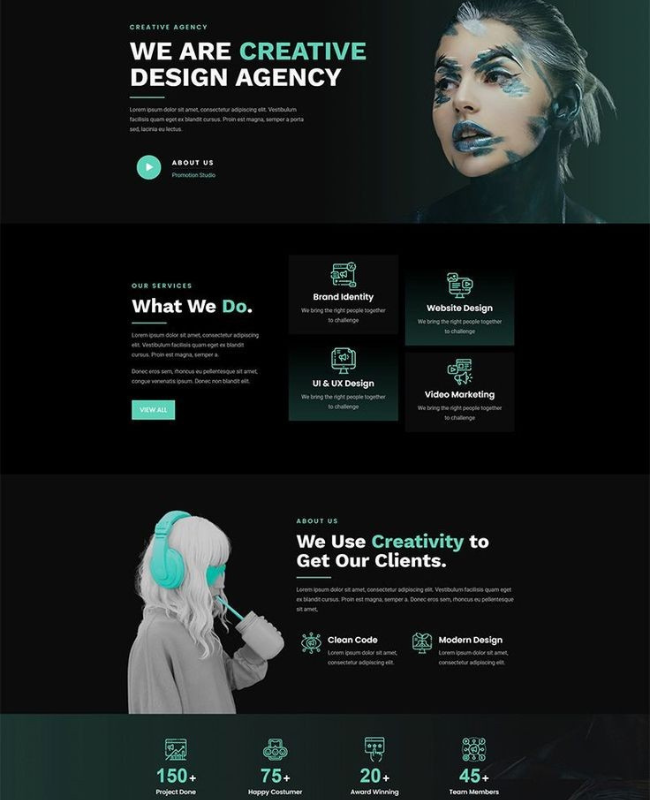 CREATIVE AGENCY
WE ARE CREATIVE
DESIGN AGENCY
Lorem ipsum dolor sit amet, consectetur adipiscing elit. Vestibulum
facilisis quam eget ex blandit cursus. Proin est magna, semper a porta
sed, lacinia eu lectus.
ABOUT US
Promotion Studio
OUR SERVICES
What We Do.
Lorem ipsum dolor sit amet, consectetur adipiscing
elit. Vestibulum facilisis quam eget ex blandit
cursus. Proin est magna, semper a.
Donec eros sem, rhoncus eu pellentesque sit amet,
congue venenatis ipsum. Donec non blandit elit.
VIEW ALL
Brand Identity
We bring the right people together
to challenge
Website Design
We bring the right people together
to challenge
UI & UX Design
We bring the right people together
to challenge
Video Marketing
We bring the right people together
to challenge
ABOUT US
We Use Creativity to
Get Our Clients.
Lorem ipsum dolor sit amet, consectetur adipiscing elit. Vestibulum facilisis quam eget
ex blandit cursus. Proin est magna, semper a. Donec eros sem, rhoncus eu pellentesque
sit amet,
Clean Code
Lorem ipsum dolor sit amet,
consectetur adipiscing elit.
Modern Design
Lorem ipsum dolor sit amet,
consectetur adipiscing elit.
150+
Project Done
75+
Happy Costumer
20+
Award Winning
45+
Team Members